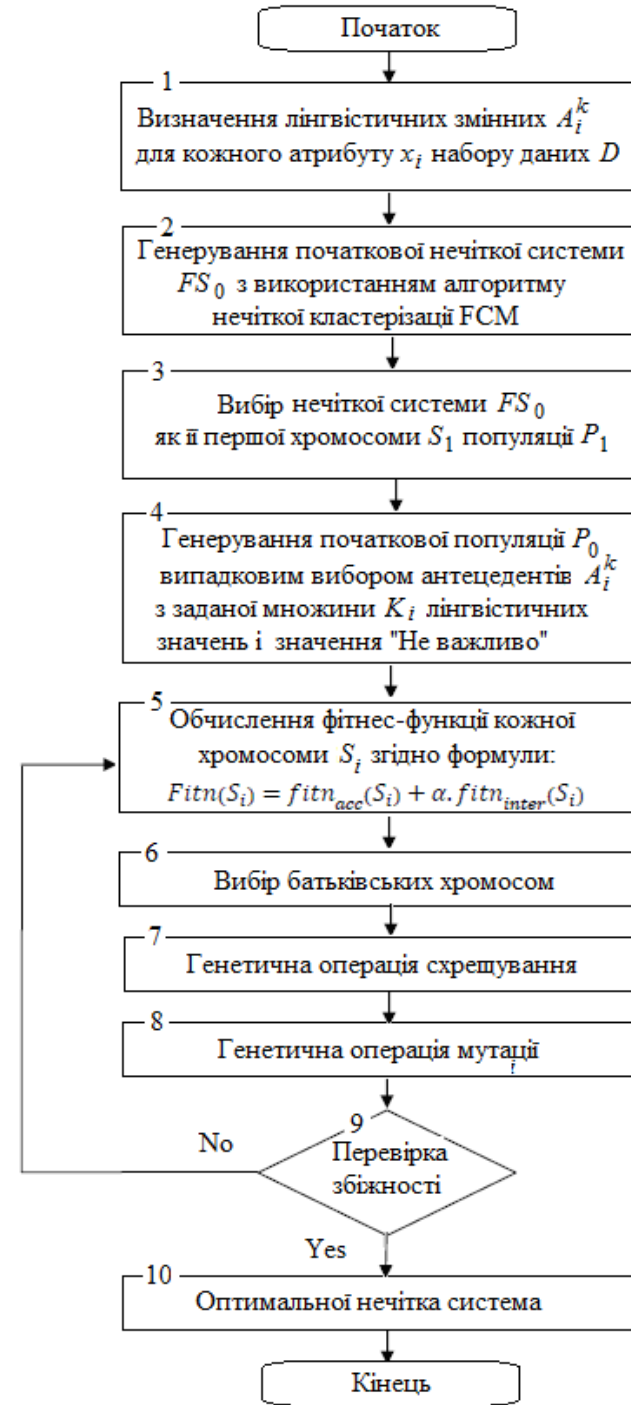 Початок
1
Визначення лінгвістичних змінних A_i^k
для кожного атрибуту x_i набору даних D
2
Генерування початкової нечіткої системи
FS_0 з використанням алгоритму
нечіткої кластерізації FCM
3
Вибір нечіткої системи FS_0
як її першої хромосоми S_1 популяції P_1
4
Генерування початкової популяції P_0
випадковим вибором антецедентів A_i^k
з заданої множини K_i лінгвістичних
значень і значення "Не важливо"
5
Обчислення фітнес-функції кожної
хромосоми S_i згідно формули:
Fitn(S_i) = fitn_acc(S_i) + α. fitn_inter(S_i)
6
Вибір батьківських хромосом
7
Генетична операція схрещування
8
Генетична операція мутації
9
No
Перевірка
збіжності
Yes
10
Оптимальної нечітка система
Кінець